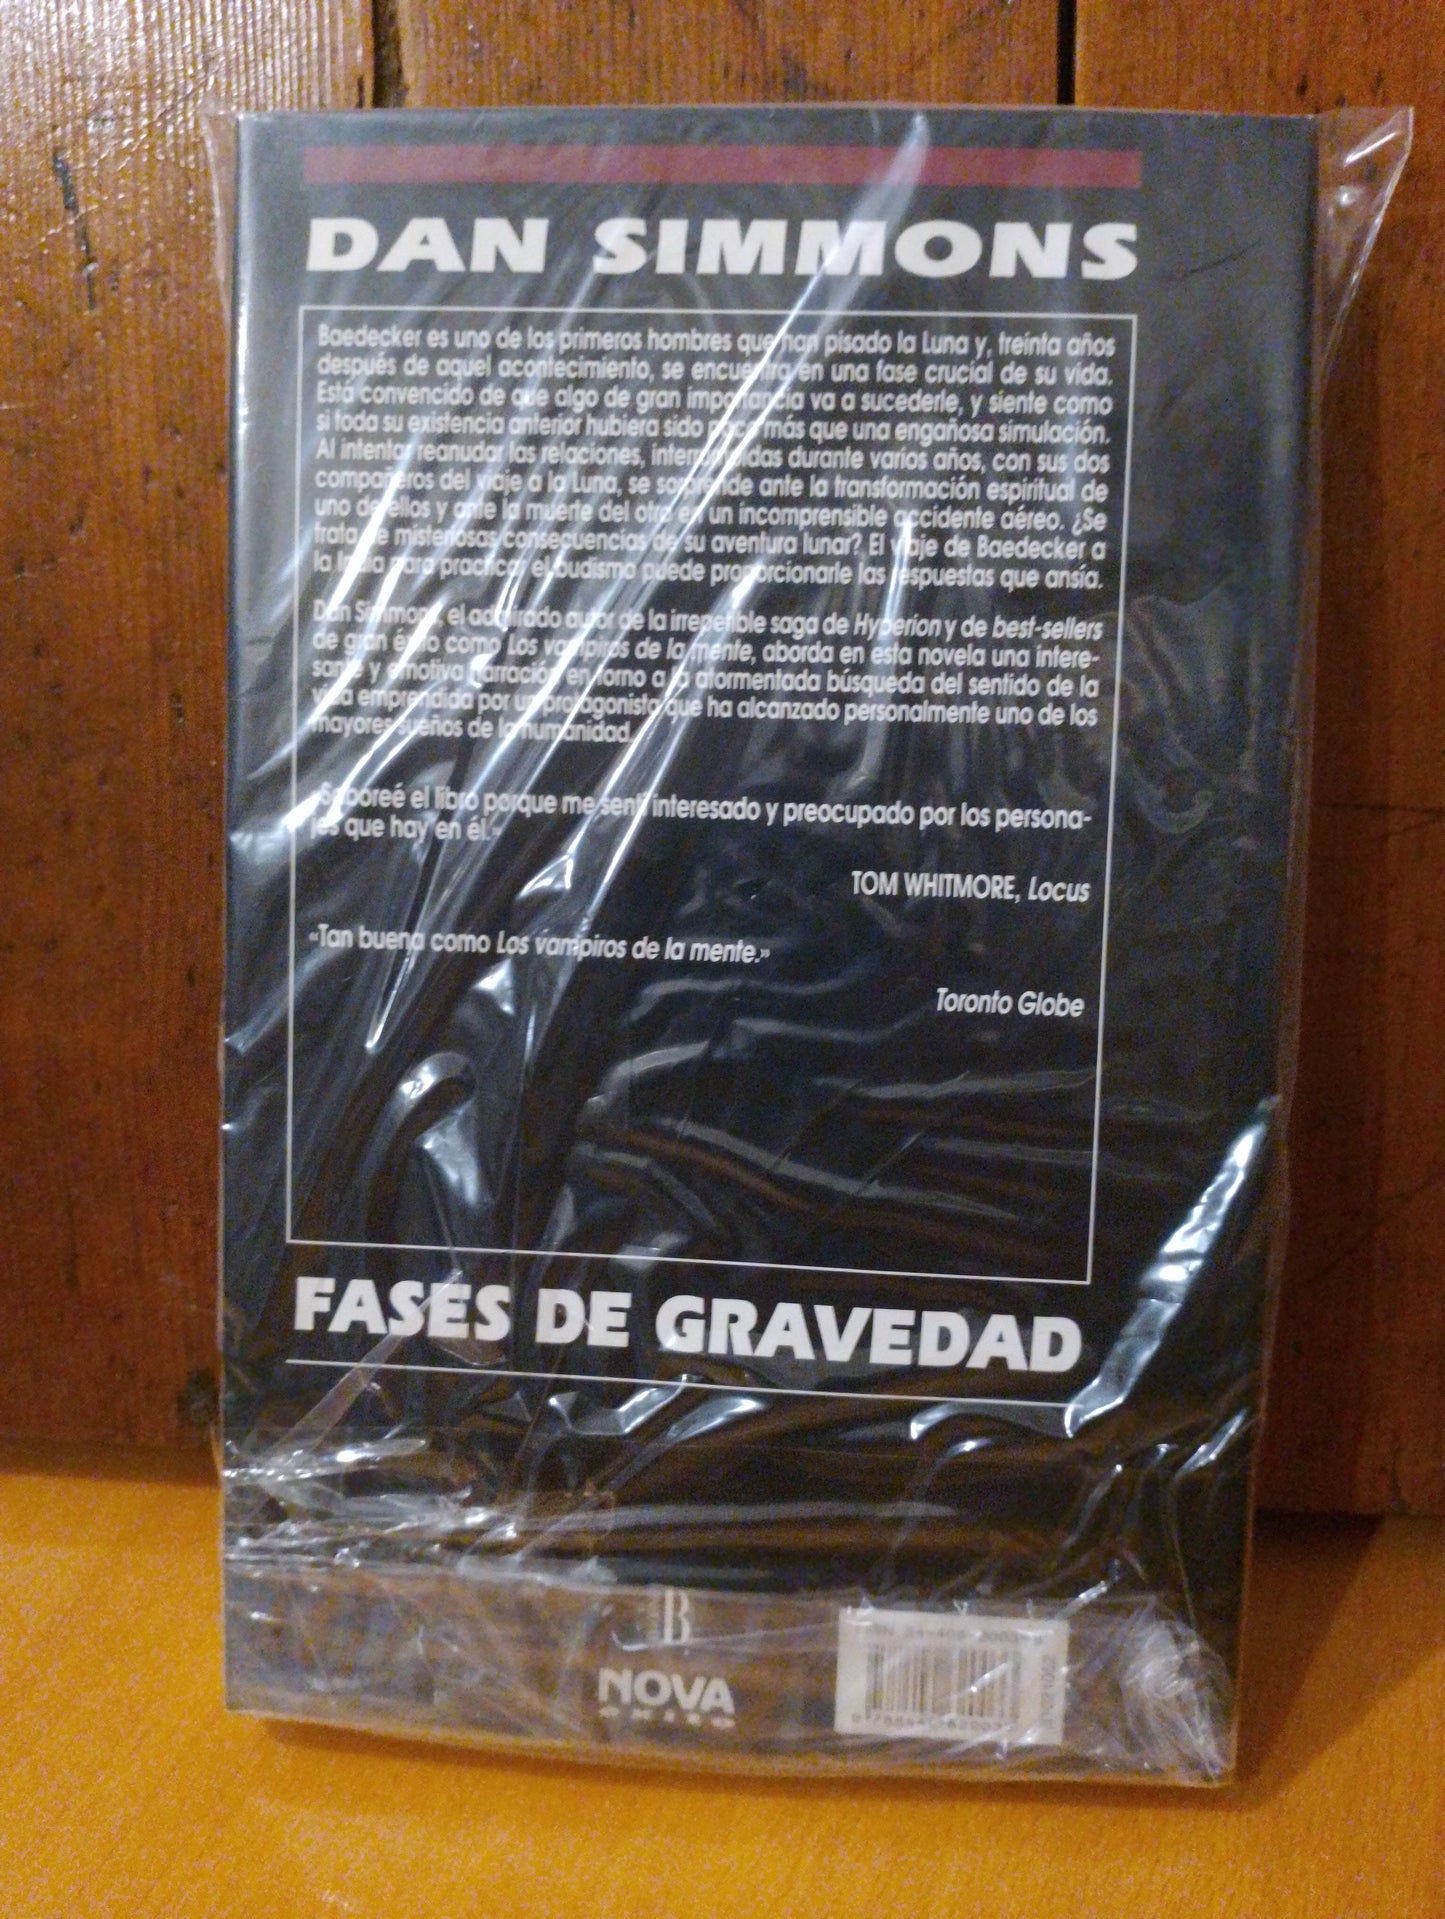 DAN SIMMONS
Baedecker es uno de los primeros hombres que han pisado la Luna y, treinta años
después de aquel acontecimiento, se encuentra en una fase crucial de su vida.
Está convencido de que algo de gran importancia va a sucederle, y siente como
si toda su existencia anterior hubiera sido poco más que una engañosa simulación.
Al intentar reanudar las relaciones, interrumpidas durante varios años, con sus dos
compañeros del viaje a la Luna, se sorprende ante la transformación espiritual de
uno de ellos y ante la muerte del otro en un incomprensible accidente aéreo. ¿Se
trata de misteriosas consecuencias de su aventura lunar? El viaje de Baedecker a
la India para practicar el budismo puede proporcionarle las respuestas que ansía.
Dan Simmons, el admirado autor de la irrepetible saga de Hyperion y de best-sellers
de gran éxito como Los vampiros de la mente, aborda en esta novela una intere-
sante y emotiva narración en torno a la atormentada búsqueda del sentido de la
vida emprendida por un protagonista que ha alcanzado personalmente uno de los
mayores sueños de la humanidad.
«Saboreé el libro porque me sentí interesado y preocupado por los persona-
jes que hay en él.»
TOM WHITMORE, Locus
«Tan buena como Los vampiros de la mente.»
Toronto Globe
FASES DE GRAVEDAD
B
NOVA